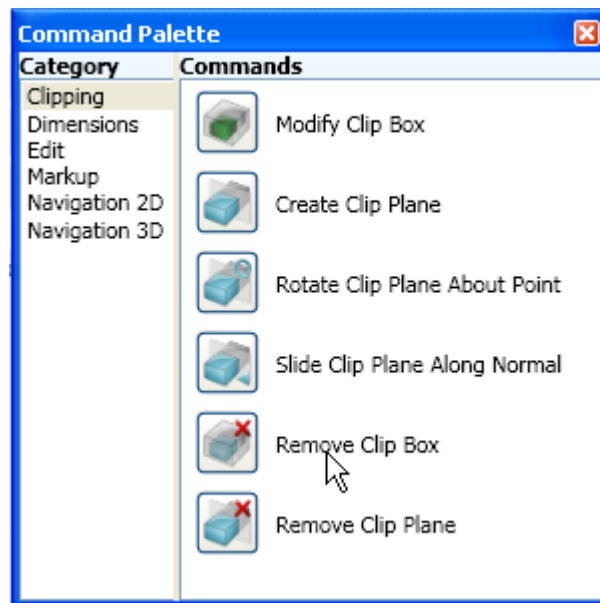 Command Palette
Category
Commands
Clipping
Dimensions
Edit
Markup
Navigation 2D
Navigation 3D
Modify Clip Box
Create Clip Plane
Rotate Clip Plane About Point
Slide Clip Plane Along Normal
Remove Clip Box
Remove Clip Plane